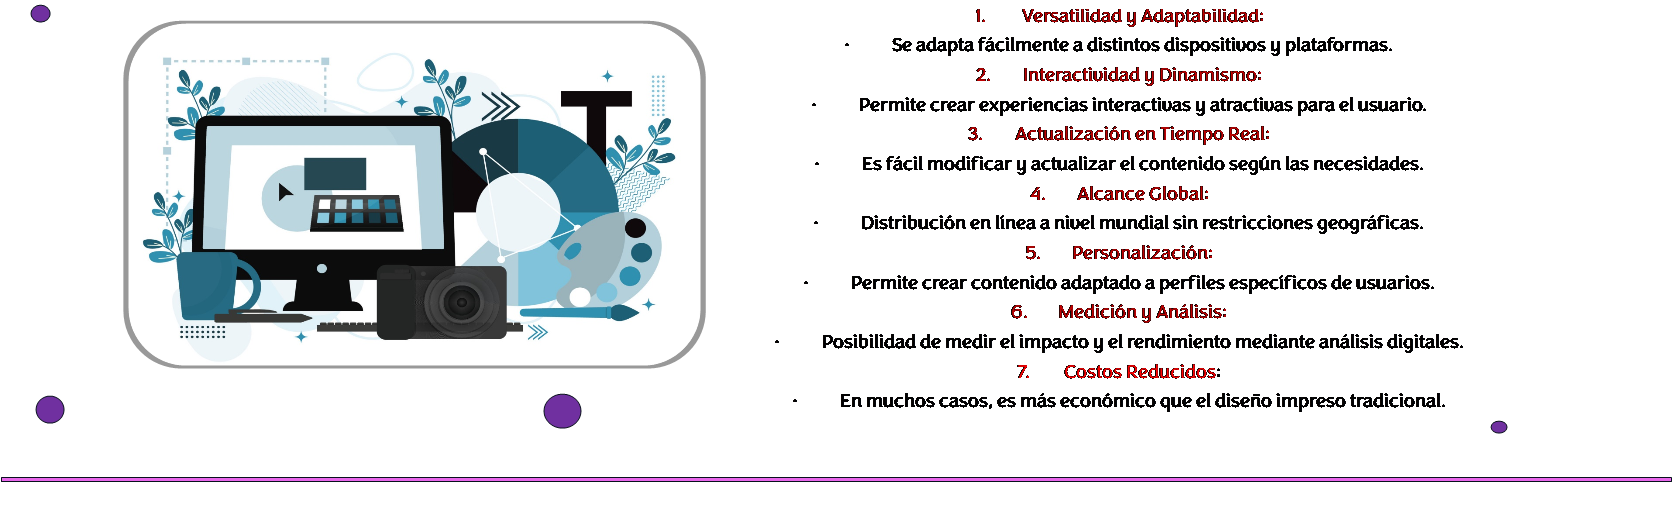 1. Versatilidad y Adaptabilidad:
· Se adapta fácilmente a distintos dispositivos y plataformas.
2. Interactividad y Dinamismo:
· Permite crear experiencias interactivas y atractivas para el usuario.
3. Actualización en Tiempo Real:
· Es fácil modificar y actualizar el contenido según las necesidades.
4. Alcance Global:
· Distribución en línea a nivel mundial sin restricciones geográficas.
5. Personalización:
· Permite crear contenido adaptado a perfiles específicos de usuarios.
6. Medición y Análisis:
· Posibilidad de medir el impacto y el rendimiento mediante análisis digitales.
7. Costos Reducidos:
· En muchos casos, es más económico que el diseño impreso tradicional.